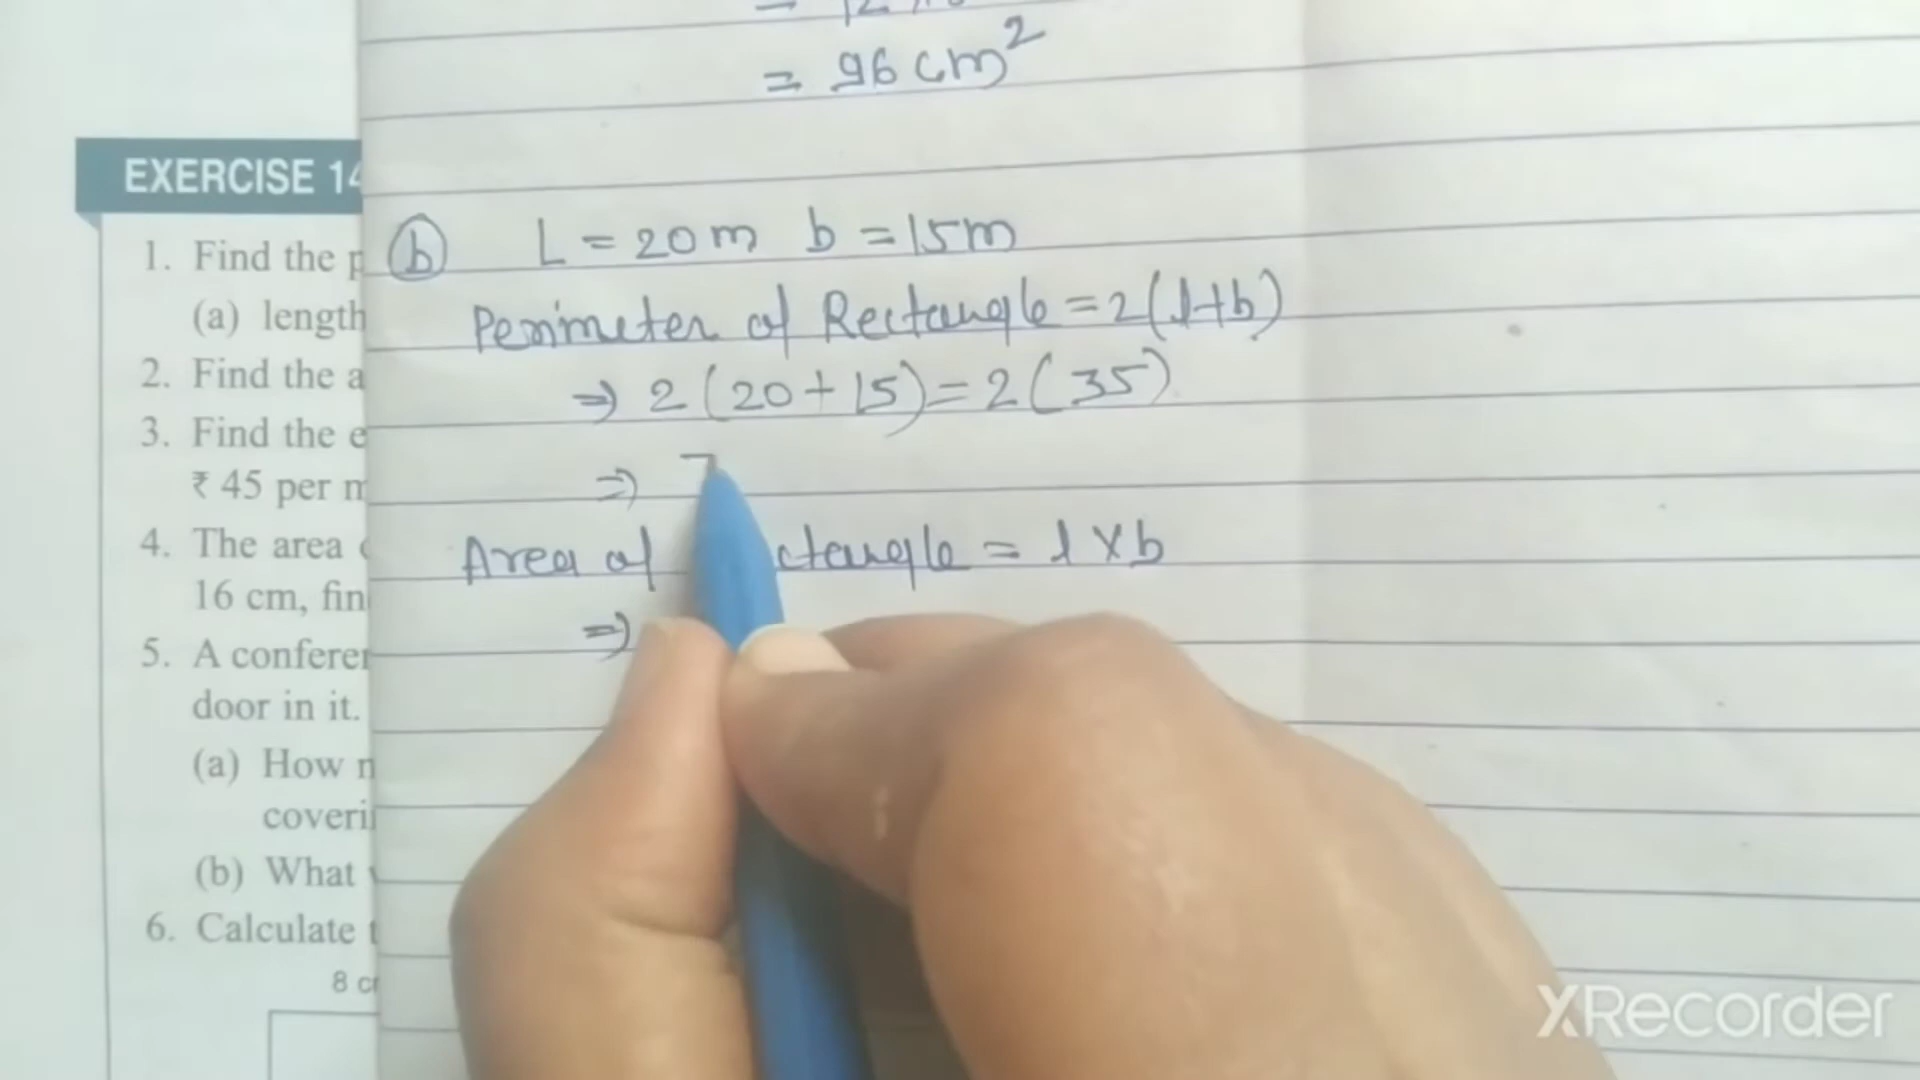 = 96 cm²
EXERCISE 14
1. Find the p
(a) length
2. Find the a
3. Find the e
₹ 45 per m
4. The area
16 cm, fin
5. A confere
door in it.
(a) How
coveri
(b) What
6. Calculate
8 c
(b) L = 20m b = 15m
Perimeter of Rectangle = 2(l+b)
⇒ 2(20+15) = 2(35)
⇒ 7
Area of ctangle = l × b
⇒
XRecorder